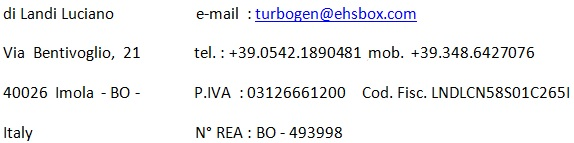 di Landi Luciano e-mail : turbogen@ehsbox.com
Via Bentivoglio, 21 tel. : +39.0542.1890481 mob. +39.348.6427076
40026 Imola - BO - P.IVA : 03126661200 Cod. Fisc. LNDLCN58S01C265I
Italy N° REA : BO - 493998